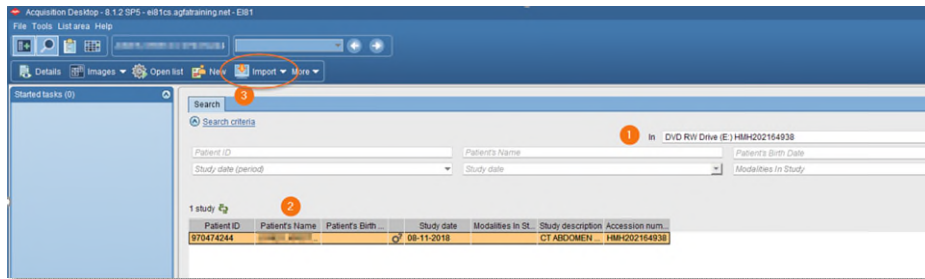 Acquisition Desktop - 8.1.2 SP5 - ei81cs.agfatraining.net - EI81
File Tools List area Help
Details Images Open list New Import More
Started tasks (0)
3
Search
Search criteria
1 In DVD RW Drive (E:) HMH202164938
Patient ID Patient's Name Patient's Birth Date
Study date (period) Study date Modalities In Study
1 study 2
Patient ID Patient's Name Patient's Birth ... Study date Modalities In St... Study description Accession num...
970474244 08-11-2018 CT ABDOMEN ... HMH202164938